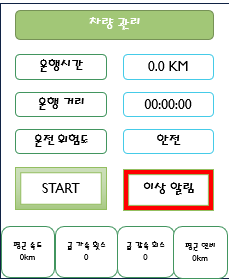 차량 관리
운행시간
0.0 KM
운행 거리
00:00:00
운전 위험도
안전
START
이상 알림
평균 속도
0km
급 가속 횟수
0
급 감속 횟수
0
평균 연비
0km